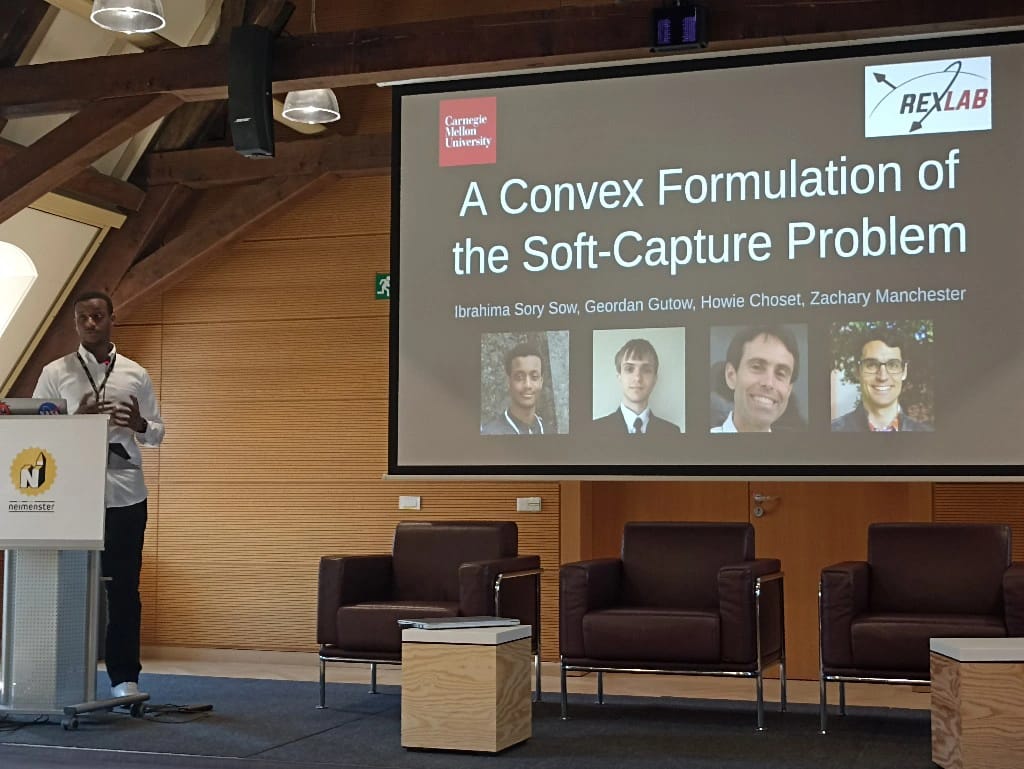 Carnegie
Mellon
University
REXLAB
A Convex Formulation of
the Soft-Capture Problem
Ibrahima Sory Sow, Geordan Gutow, Howie Choset, Zachary Manchester
N
neimënster